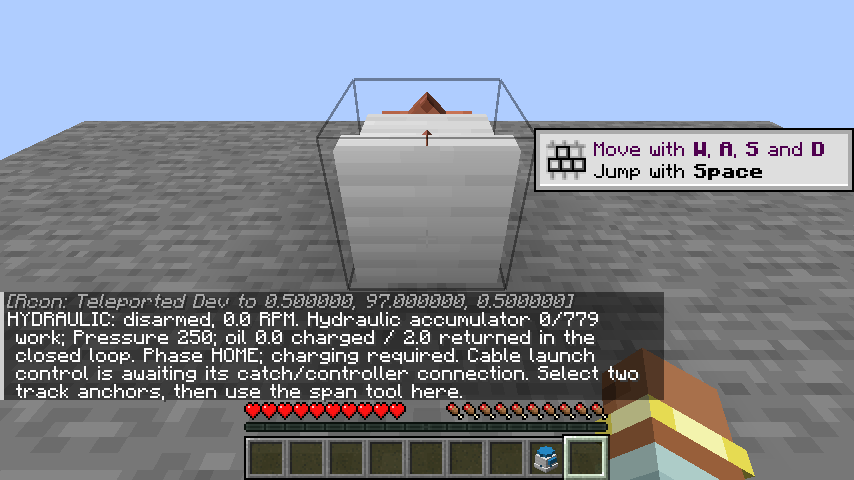 Move with W, A, S and D
Jump with Space
[Rcon: Teleported Dev to 0.500000, 97.000000, 0.500000]
HYDRAULIC: disarmed, 0.0 RPM. Hydraulic accumulator 0/779
work; Pressure 250; oil 0.0 charged / 2.0 returned in the
closed loop. Phase HOME; charging required. Cable launch
control is awaiting its catch/controller connection. Select two
track anchors, then use the span tool here.